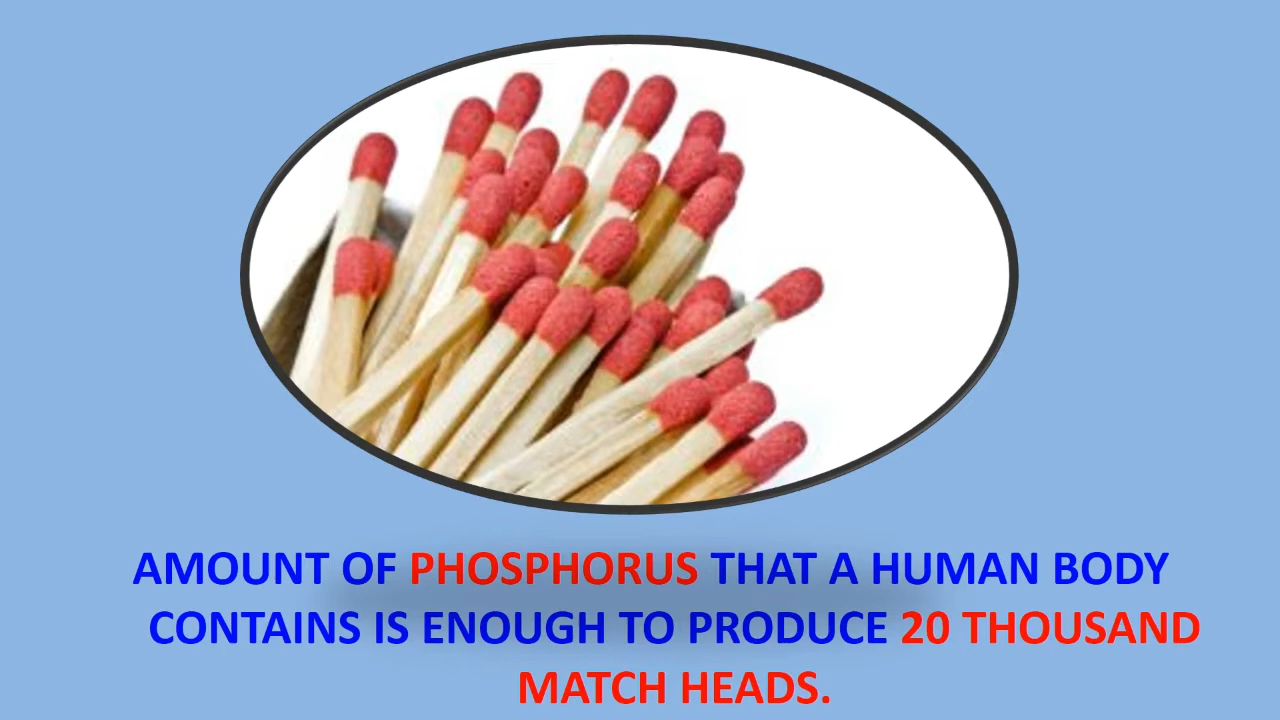 AMOUNT OF PHOSPHORUS THAT A HUMAN BODY
CONTAINS IS ENOUGH TO PRODUCE 20 THOUSAND
MATCH HEADS.